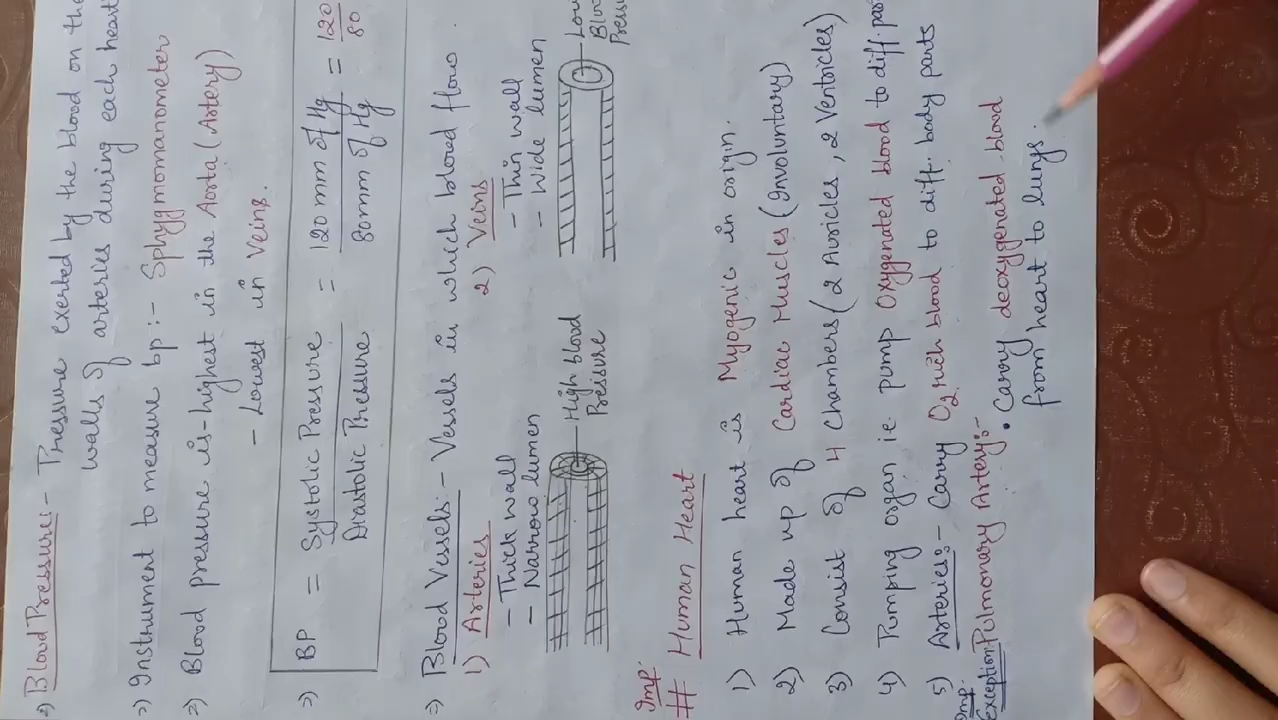 ⇒) Blood Pressure:- Pressure exerted by the blood on the
walls of arteries during each heart
⇒) Instrument to measure bp:- Sphygmomanometer
⇒) Blood pressure is - highest in the Aorta (Artery)
- Lowest in Veins.
⇒) BP = Systolic Pressure / Diastolic Pressure = 120 mm of Hg / 80mm of Hg = 120 / 80
⇒) Blood Vessels:- Vessels in which blood flows.
1) Arteries
- Thick wall
- Narrow lumen
High blood
Pressure
2) Veins
- Thin wall
- Wide lumen
Low
Blo
Pressu
Imp.
# Human Heart
1) Human heart is Myogenic in origin.
2) Made up of Cardiac Muscles (Involuntary)
3) Consist of 4 chambers (2 Auricles, 2 Ventricles)
4) Pumping organ ie pump Oxygenated blood to diff. pa
5) Arteries:- Carry O2 rich blood to diff. body parts
Imp.
Exception Pulmonary Artery:-
• Carry deoxygenated blood
from heart to lungs.